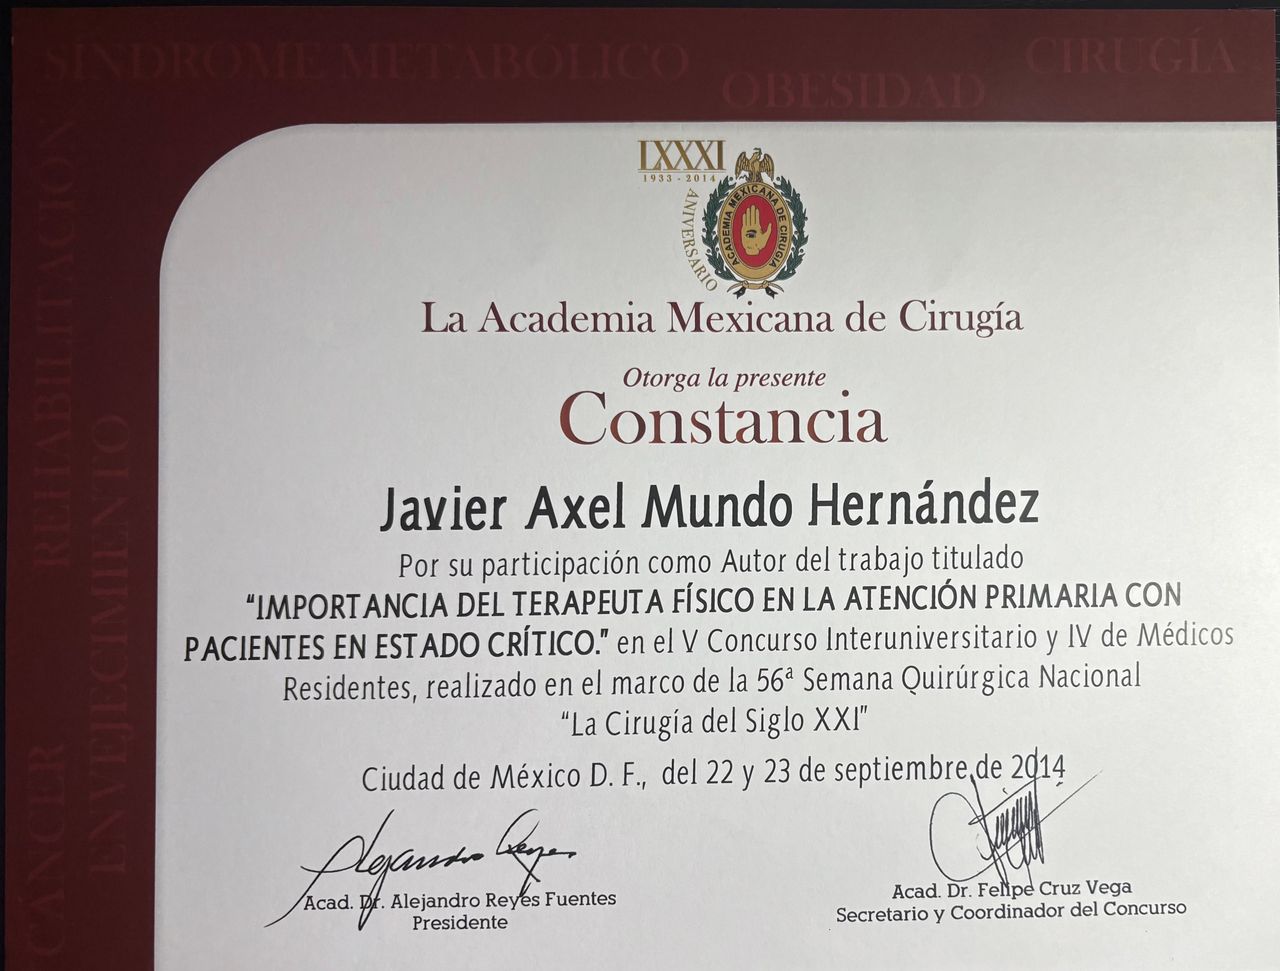 SÍNDROME METABÓLICO
CIRUGÍA
OBESIDAD
REHABILITACIÓN
ENVEJECIMIENTO
CÁNCER
LXXXI
1933 - 2014
ANIVERSARIO
ACADEMIA MEXICANA DE CIRUGIA
La Academia Mexicana de Cirugía
Otorga la presente
Constancia
Javier Axel Mundo Hernández
Por su participación como Autor del trabajo titulado
"IMPORTANCIA DEL TERAPEUTA FÍSICO EN LA ATENCIÓN PRIMARIA CON
PACIENTES EN ESTADO CRÍTICO." en el V Concurso Interuniversitario y IV de Médicos
Residentes, realizado en el marco de la 56ª Semana Quirúrgica Nacional
"La Cirugía del Siglo XXI"
Ciudad de México D. F., del 22 y 23 de septiembre de 2014
Alejandro Reyes
Acad. Dr. Alejandro Reyes Fuentes
Presidente
Acad. Dr. Felipe Cruz Vega
Secretario y Coordinador del Concurso